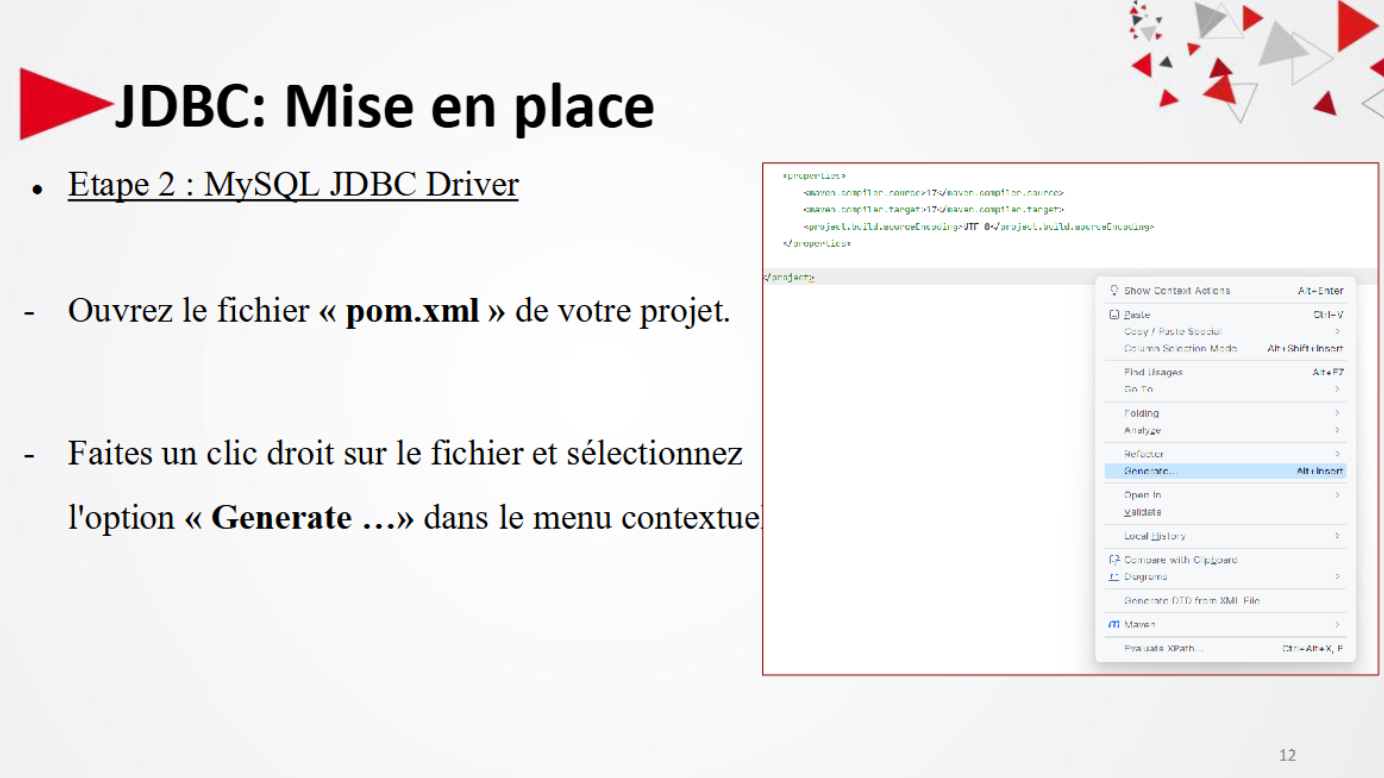 JDBC: Mise en place
Etape 2 : MySQL JDBC Driver
- Ouvrez le fichier « pom.xml » de votre projet.
- Faites un clic droit sur le fichier et sélectionnez
l'option « Generate …» dans le menu contextuel
<properties>
<maven.compiler.source>17</maven.compiler.source>
<maven.compiler.target>17</maven.compiler.target>
<project.build.sourceEncoding>UTF-8</project.build.sourceEncoding>
</properties>
</project>
Show Context Actions Alt+Enter
Paste Ctrl+V
Copy / Paste Special
Column Selection Mode Alt+Shift+Insert
Find Usages Alt+F7
Go To
Folding
Analyze
Refactor
Generate... Alt+Insert
Open In
Validate
Local History
Compare with Clipboard
Diagrams
Generate DTD from XML File
Maven
Evaluate XPath... Ctrl+Alt+X, E
12